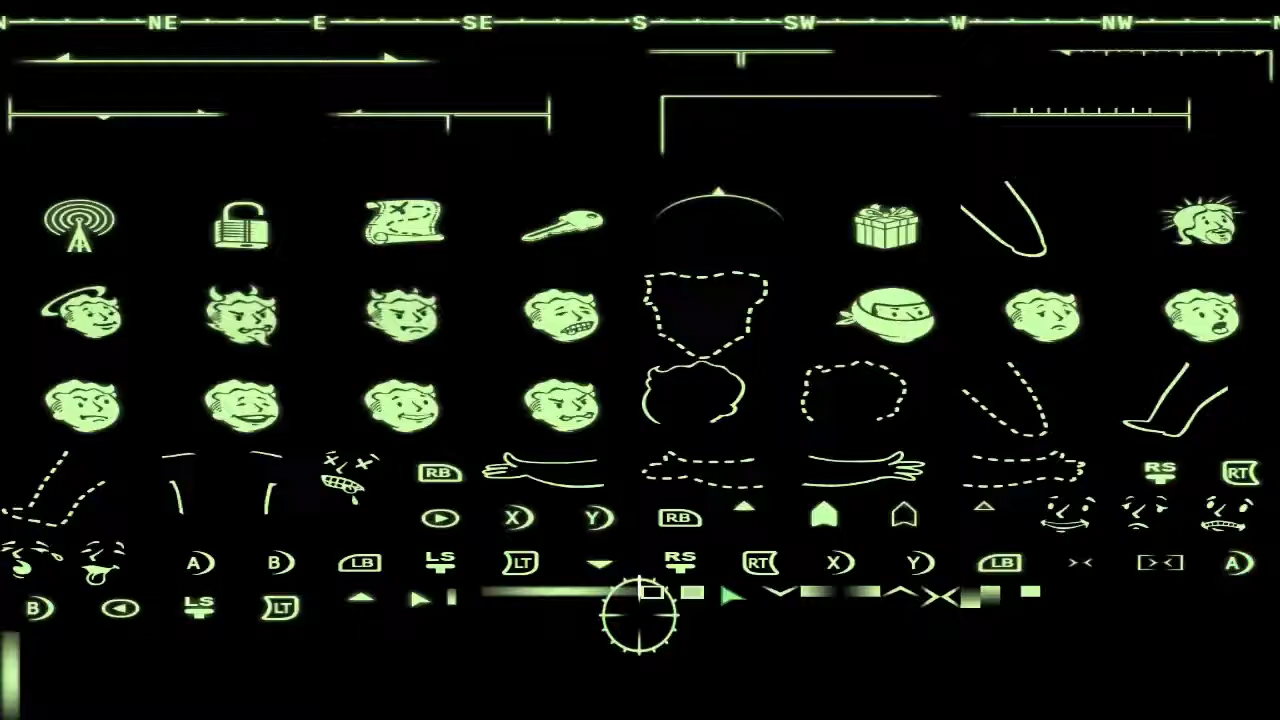 N NE E SE S SW W NW N
RB RS RT
X Y RB
A B LB LS LT RS RT X Y LB A
B LS LT